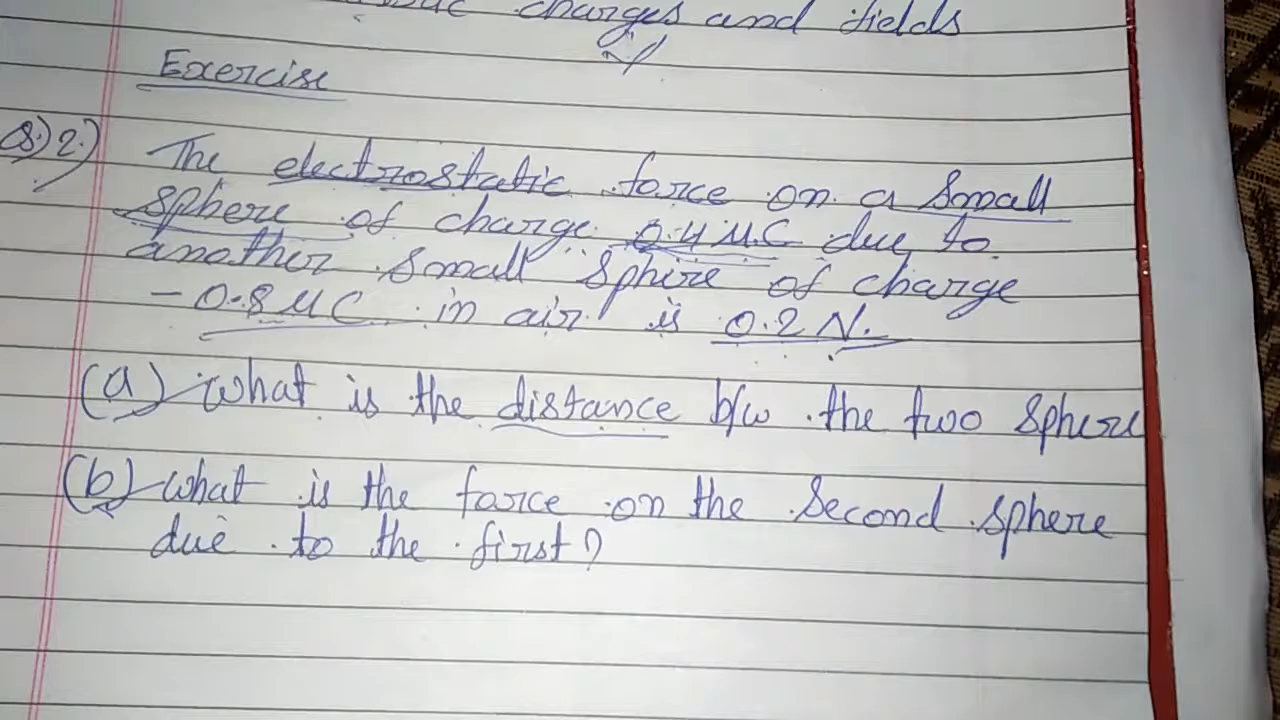 charges and fields
Exercise
Q)2.) The electrostatic force on a small
sphere of charge 0.4 μC due to
another small sphere of charge
-0.8 μC in air is 0.2 N.
(a) What is the distance b/w the two sphere
(b) What is the force on the second sphere
due to the first?